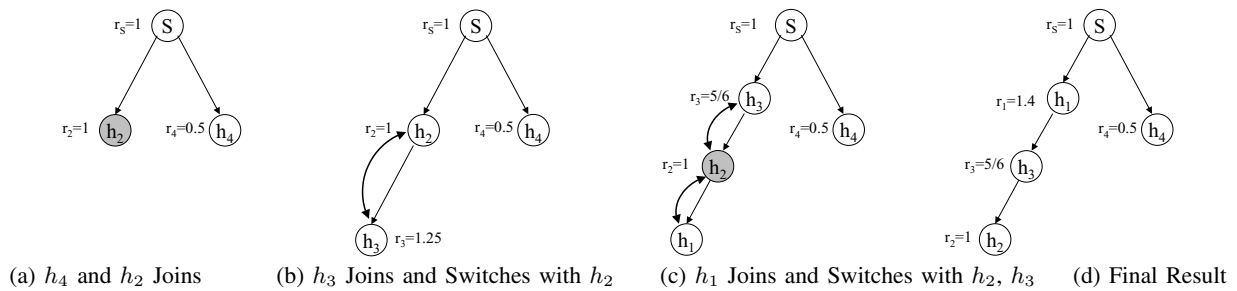 r_S=1 S
r_2=1 h_2 r_4=0.5 h_4
(a) h_4 and h_2 Joins
r_S=1 S
r_2=1 h_2 r_4=0.5 h_4
h_3 r_3=1.25
(b) h_3 Joins and Switches with h_2
r_S=1 S
r_3=5/6 h_3
r_4=0.5 h_4
r_2=1 h_2
h_1
(c) h_1 Joins and Switches with h_2, h_3
r_S=1 S
r_1=1.4 h_1
r_4=0.5 h_4
r_3=5/6 h_3
r_2=1 h_2
(d) Final Result